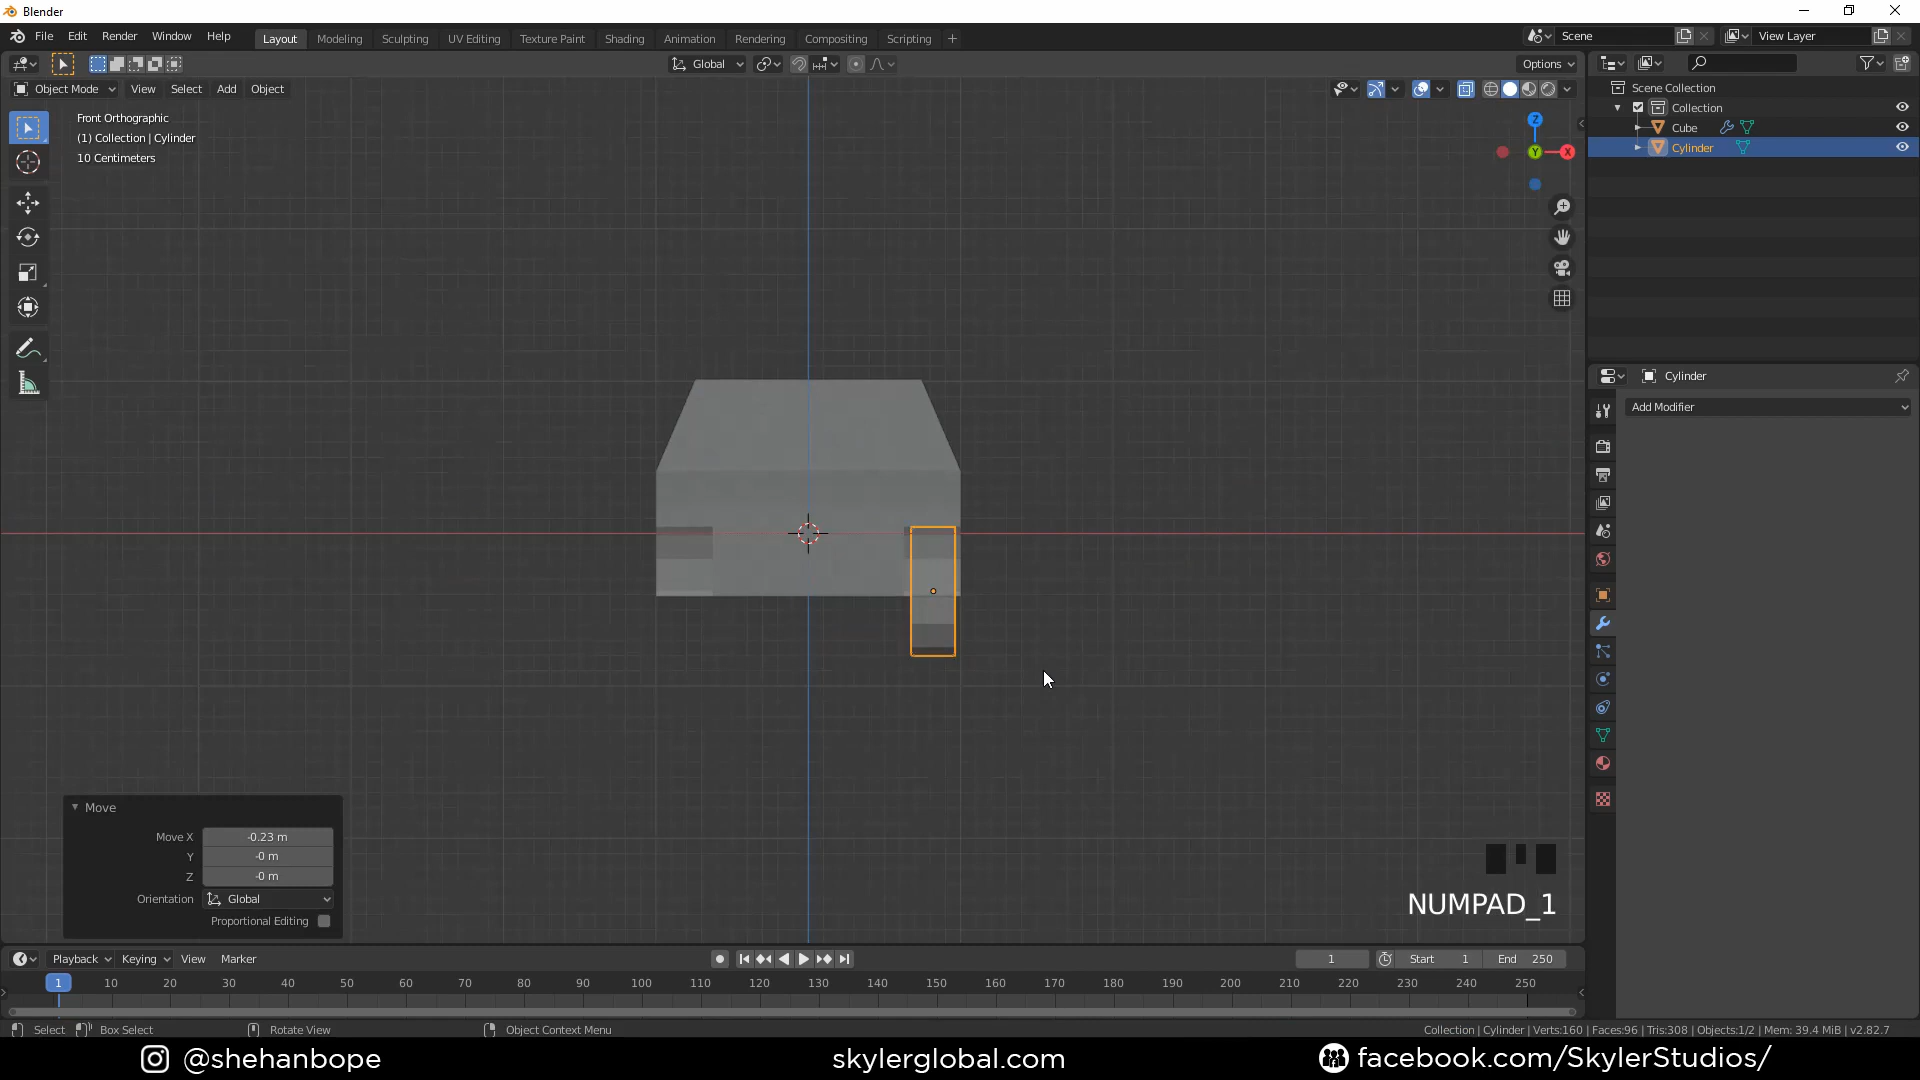 Blender
File Edit Render Window Help
Layout Modeling Sculpting UV Editing Texture Paint Shading Animation Rendering Compositing Scripting +
Scene
View Layer
Global
Options
Object Mode View Select Add Object
Front Orthographic
(1) Collection | Cylinder
10 Centimeters
Z
Y
X
Scene Collection
Collection
Cube
Cylinder
Cylinder
Add Modifier
Move
Move X -0.23 m
Y -0 m
Z -0 m
Orientation Global
Proportional Editing
NUMPAD_1
Playback Keying View Marker
1 Start 1 End 250
1 10 20 30 40 50 60 70 80 90 100 110 120 130 140 150 160 170 180 190 200 210 220 230 240 250
Select Box Select Rotate View Object Context Menu
Collection | Cylinder | Verts:160 | Faces:96 | Tris:308 | Objects:1/2 | Mem: 39.4 MiB | v2.82.7
@shehanbope skylerglobal.com facebook.com/SkylerStudios/